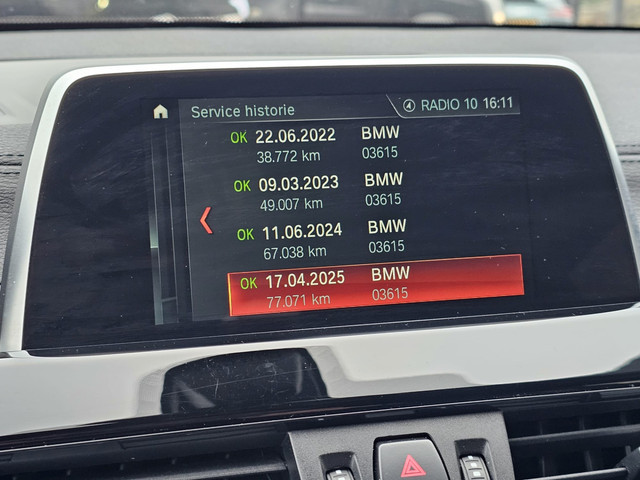 Service historie
④ RADIO 10 16:11
OK 22.06.2022 BMW
38.772 km 03615
OK 09.03.2023 BMW
49.007 km 03615
OK 11.06.2024 BMW
67.038 km 03615
OK 17.04.2025 BMW
77.071 km 03615